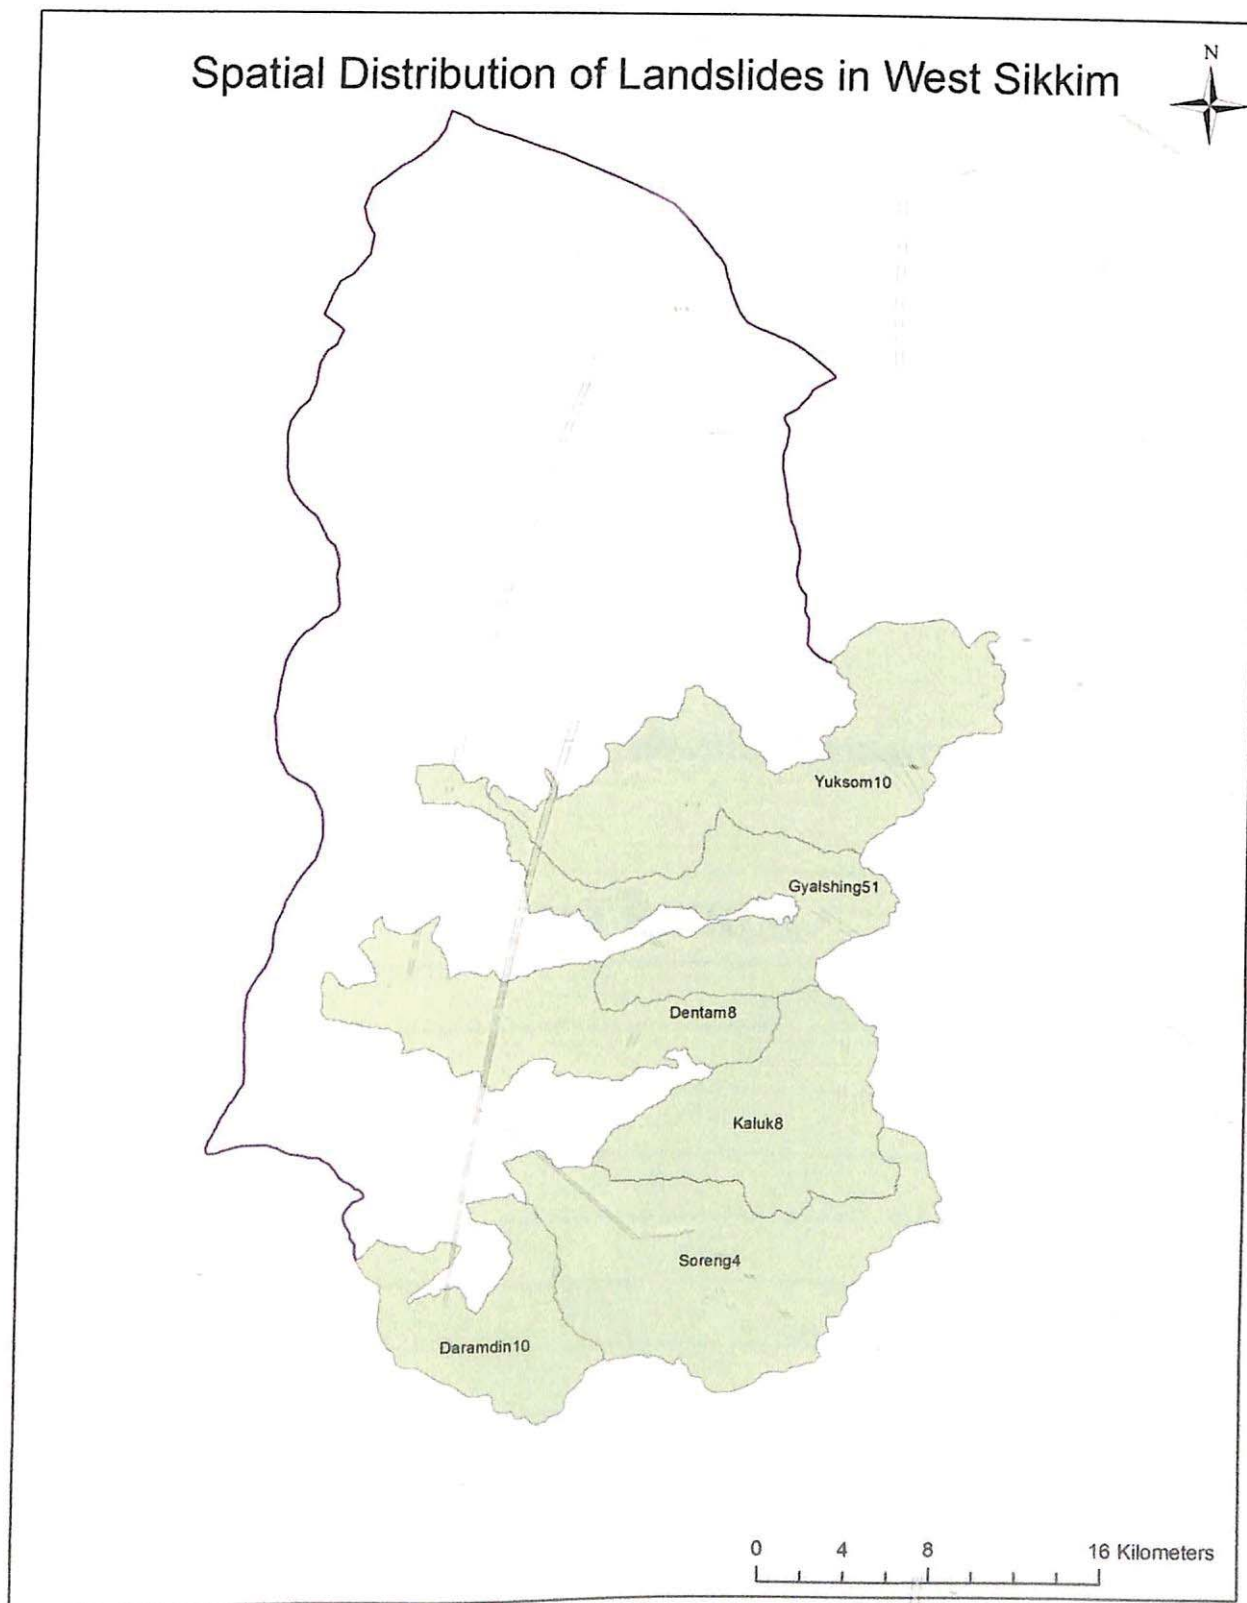 Spatial Distribution of Landslides in West Sikkim
N
Yuksom10
Gyalshing51
Dentam8
Kaluk8
Soreng4
Daramdin10
0 4 8 16 Kilometers